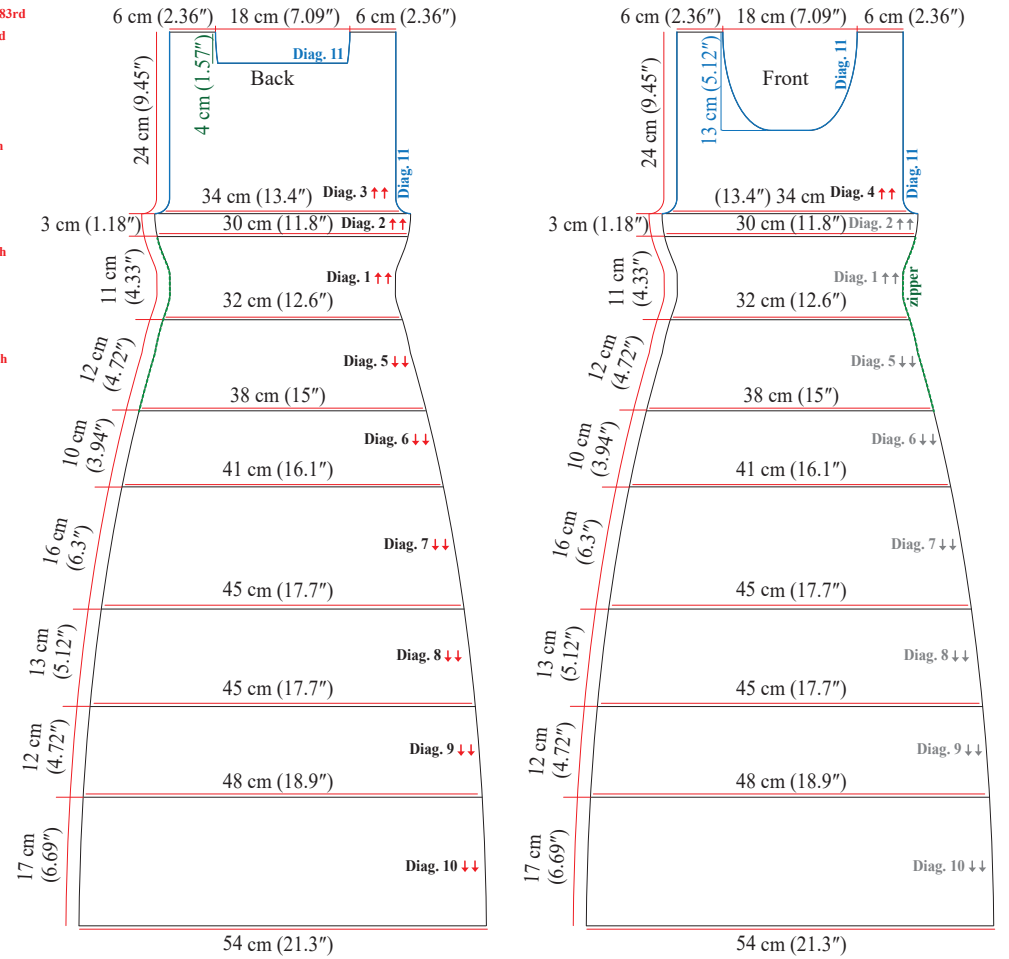 83rd
d
h
h
h
6 cm (2.36″) 18 cm (7.09″) 6 cm (2.36″)
24 cm (9.45″)
4 cm (1.57″)
Diag. 11
Back
Diag. 11
34 cm (13.4″) Diag. 3 ↑↑
3 cm (1.18″)
30 cm (11.8″) Diag. 2 ↑↑
11 cm
(4.33″)
Diag. 1 ↑↑
32 cm (12.6″)
12 cm
(4.72″)
Diag. 5 ↓↓
38 cm (15″)
10 cm
(3.94″)
Diag. 6 ↓↓
41 cm (16.1″)
16 cm
(6.3″)
Diag. 7 ↓↓
45 cm (17.7″)
13 cm
(5.12″)
Diag. 8 ↓↓
45 cm (17.7″)
12 cm
(4.72″)
Diag. 9 ↓↓
48 cm (18.9″)
17 cm
(6.69″)
Diag. 10 ↓↓
54 cm (21.3″)
6 cm (2.36″) 18 cm (7.09″) 6 cm (2.36″)
24 cm (9.45″)
13 cm (5.12″)
Diag. 11
Front
Diag. 11
(13.4″) 34 cm Diag. 4 ↑↑
3 cm (1.18″)
30 cm (11.8″) Diag. 2 ↑↑
11 cm
(4.33″)
Diag. 1 ↑↑
zipper
32 cm (12.6″)
12 cm
(4.72″)
Diag. 5 ↓↓
38 cm (15″)
10 cm
(3.94″)
Diag. 6 ↓↓
41 cm (16.1″)
16 cm
(6.3″)
Diag. 7 ↓↓
45 cm (17.7″)
13 cm
(5.12″)
Diag. 8 ↓↓
45 cm (17.7″)
12 cm
(4.72″)
Diag. 9 ↓↓
48 cm (18.9″)
17 cm
(6.69″)
Diag. 10 ↓↓
54 cm (21.3″)